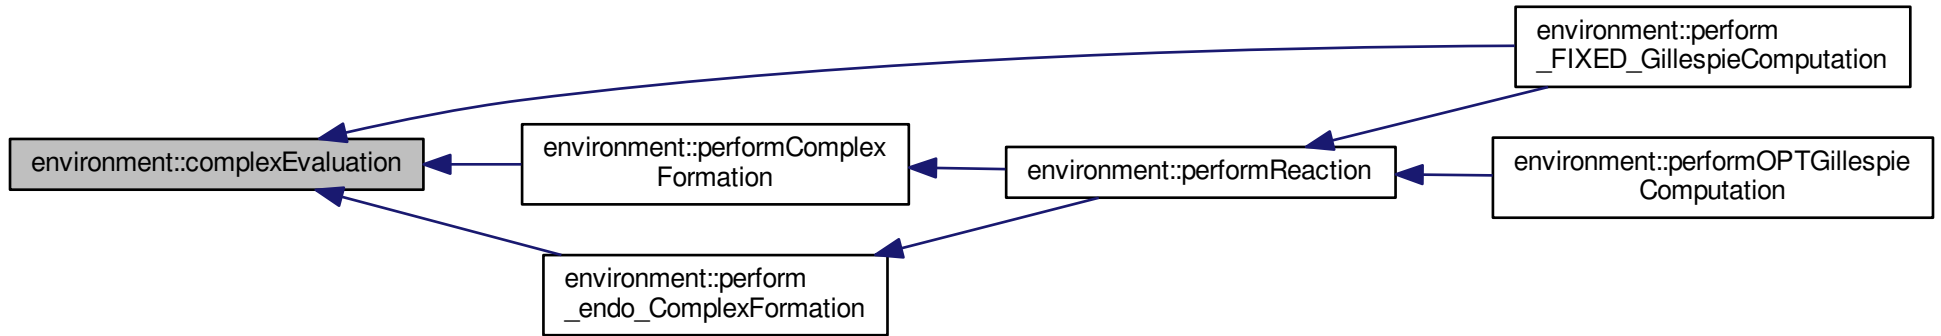 environment::perform
_FIXED_GillespieComputation
environment::complexEvaluation
environment::performComplex
Formation
environment::performReaction
environment::performOPTGillespie
Computation
environment::perform
_endo_ComplexFormation